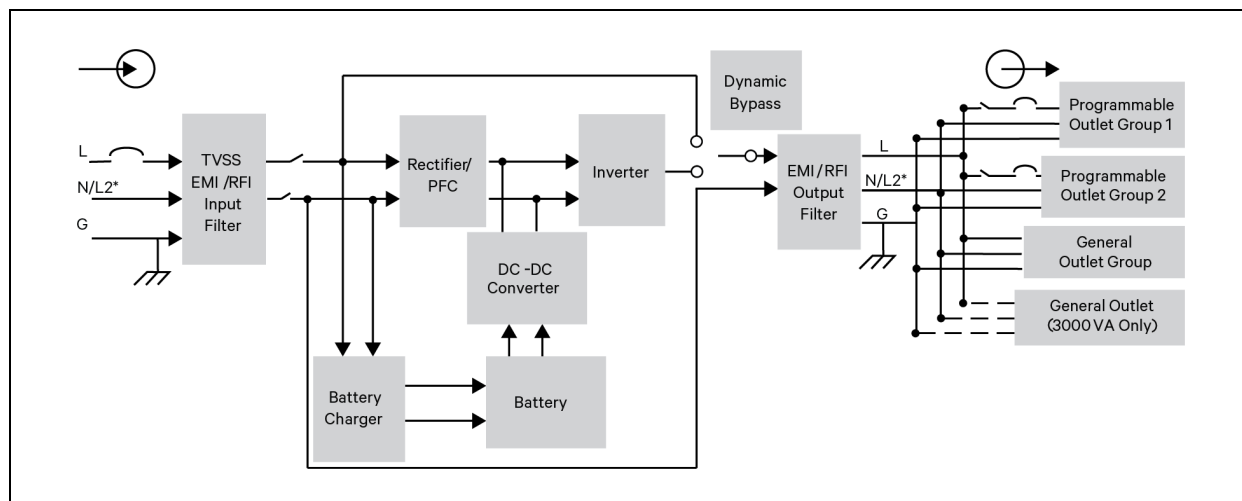 L
N/L2*
G
TVSS
EMI /RFI
Input
Filter
Rectifier/
PFC
Inverter
Dynamic
Bypass
DC -DC
Converter
Battery
Charger
Battery
EMI/RFI
Output
Filter
L
N/L2*
G
Programmable
Outlet Group 1
Programmable
Outlet Group 2
General
Outlet Group
General Outlet
(3000 VA Only)